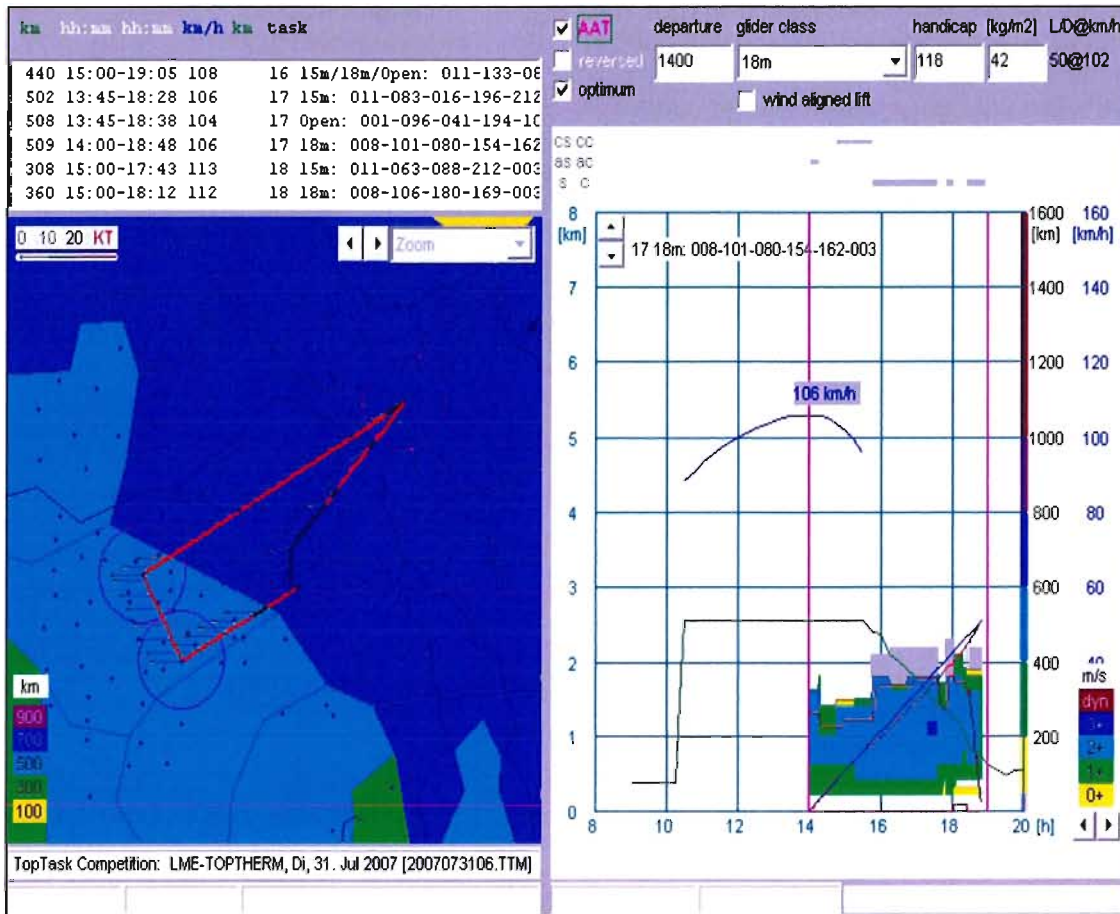 km hh:mm hh:mm km/h km task
440 15:00-19:05 108 16 15m/18m/Open: 011-133-08
502 13:45-18:28 106 17 15m: 011-083-016-196-212
508 13:45-18:38 104 17 Open: 001-096-041-194-10
509 14:00-18:48 106 17 18m: 008-101-080-154-162
308 15:00-17:43 113 18 15m: 011-063-088-212-003
360 15:00-18:12 112 18 18m: 008-106-180-169-003
AAT departure glider class handicap [kg/m2] L/D@km/h
reversed 1400 18m 118 42 50@102
optimum wind aligned lift
0 10 20 KT
Zoom
km
900
700
500
300
100
TopTask Competition: LME-TOPTHERM, Di, 31. Jul 2007 [2007073106.TTM]
cs cc
as ac
s c
8 1600 160
[km] [km] [km/h]
17 18m: 008-101-080-154-162-003
7 1400 140
6 1200 120
106 km/h
5 1000 100
4 800 80
3 600 60
2 400
m/s
dyn
2+
1 200
1+
0+
0
8 10 12 14 16 18 20 [h]